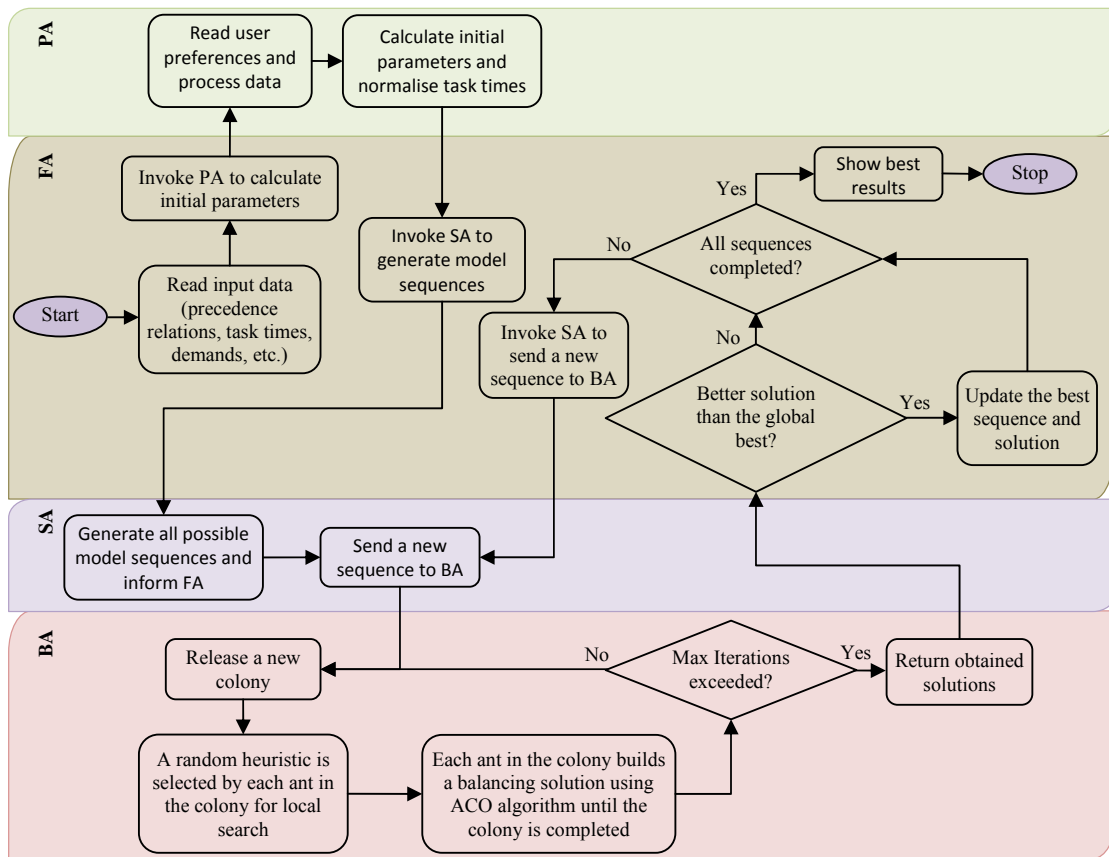 PA
Read user
preferences and
process data
Calculate initial
parameters and
normalise task times
FA
Invoke PA to calculate
initial parameters
Start
Read input data
(precedence
relations, task times,
demands, etc.)
Invoke SA to
generate model
sequences
Show best
results
Stop
Yes
All sequences
completed?
No
Invoke SA to
send a new
sequence to BA
No
Better solution
than the global
best?
Yes
Update the best
sequence and
solution
SA
Generate all possible
model sequences and
inform FA
Send a new
sequence to BA
BA
Release a new
colony
No
Max Iterations
exceeded?
Yes
Return obtained
solutions
A random heuristic is
selected by each ant in
the colony for local
search
Each ant in the colony builds
a balancing solution using
ACO algorithm until the
colony is completed